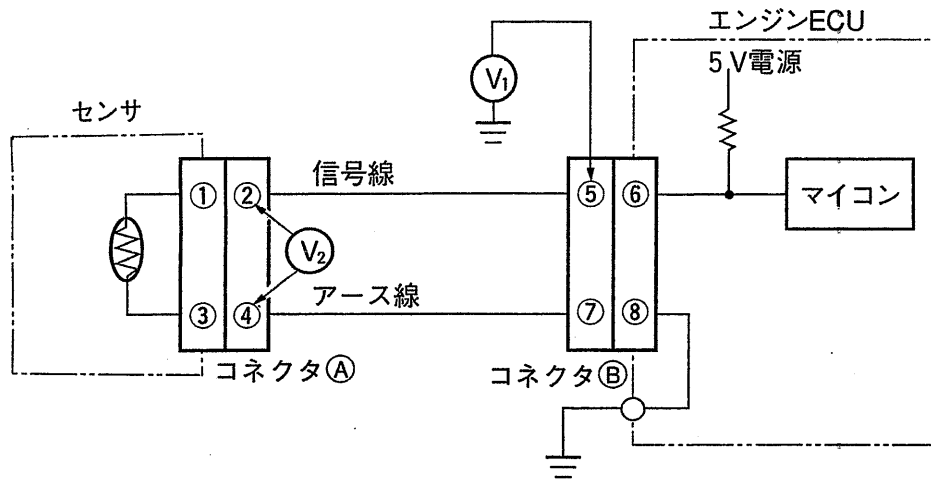 エンジンECU
5V電源
V₁
センサ
① ② 信号線 ⑤ ⑥ マイコン
V₂
③ ④ アース線 ⑦ ⑧
コネクタⒶ コネクタⒷ